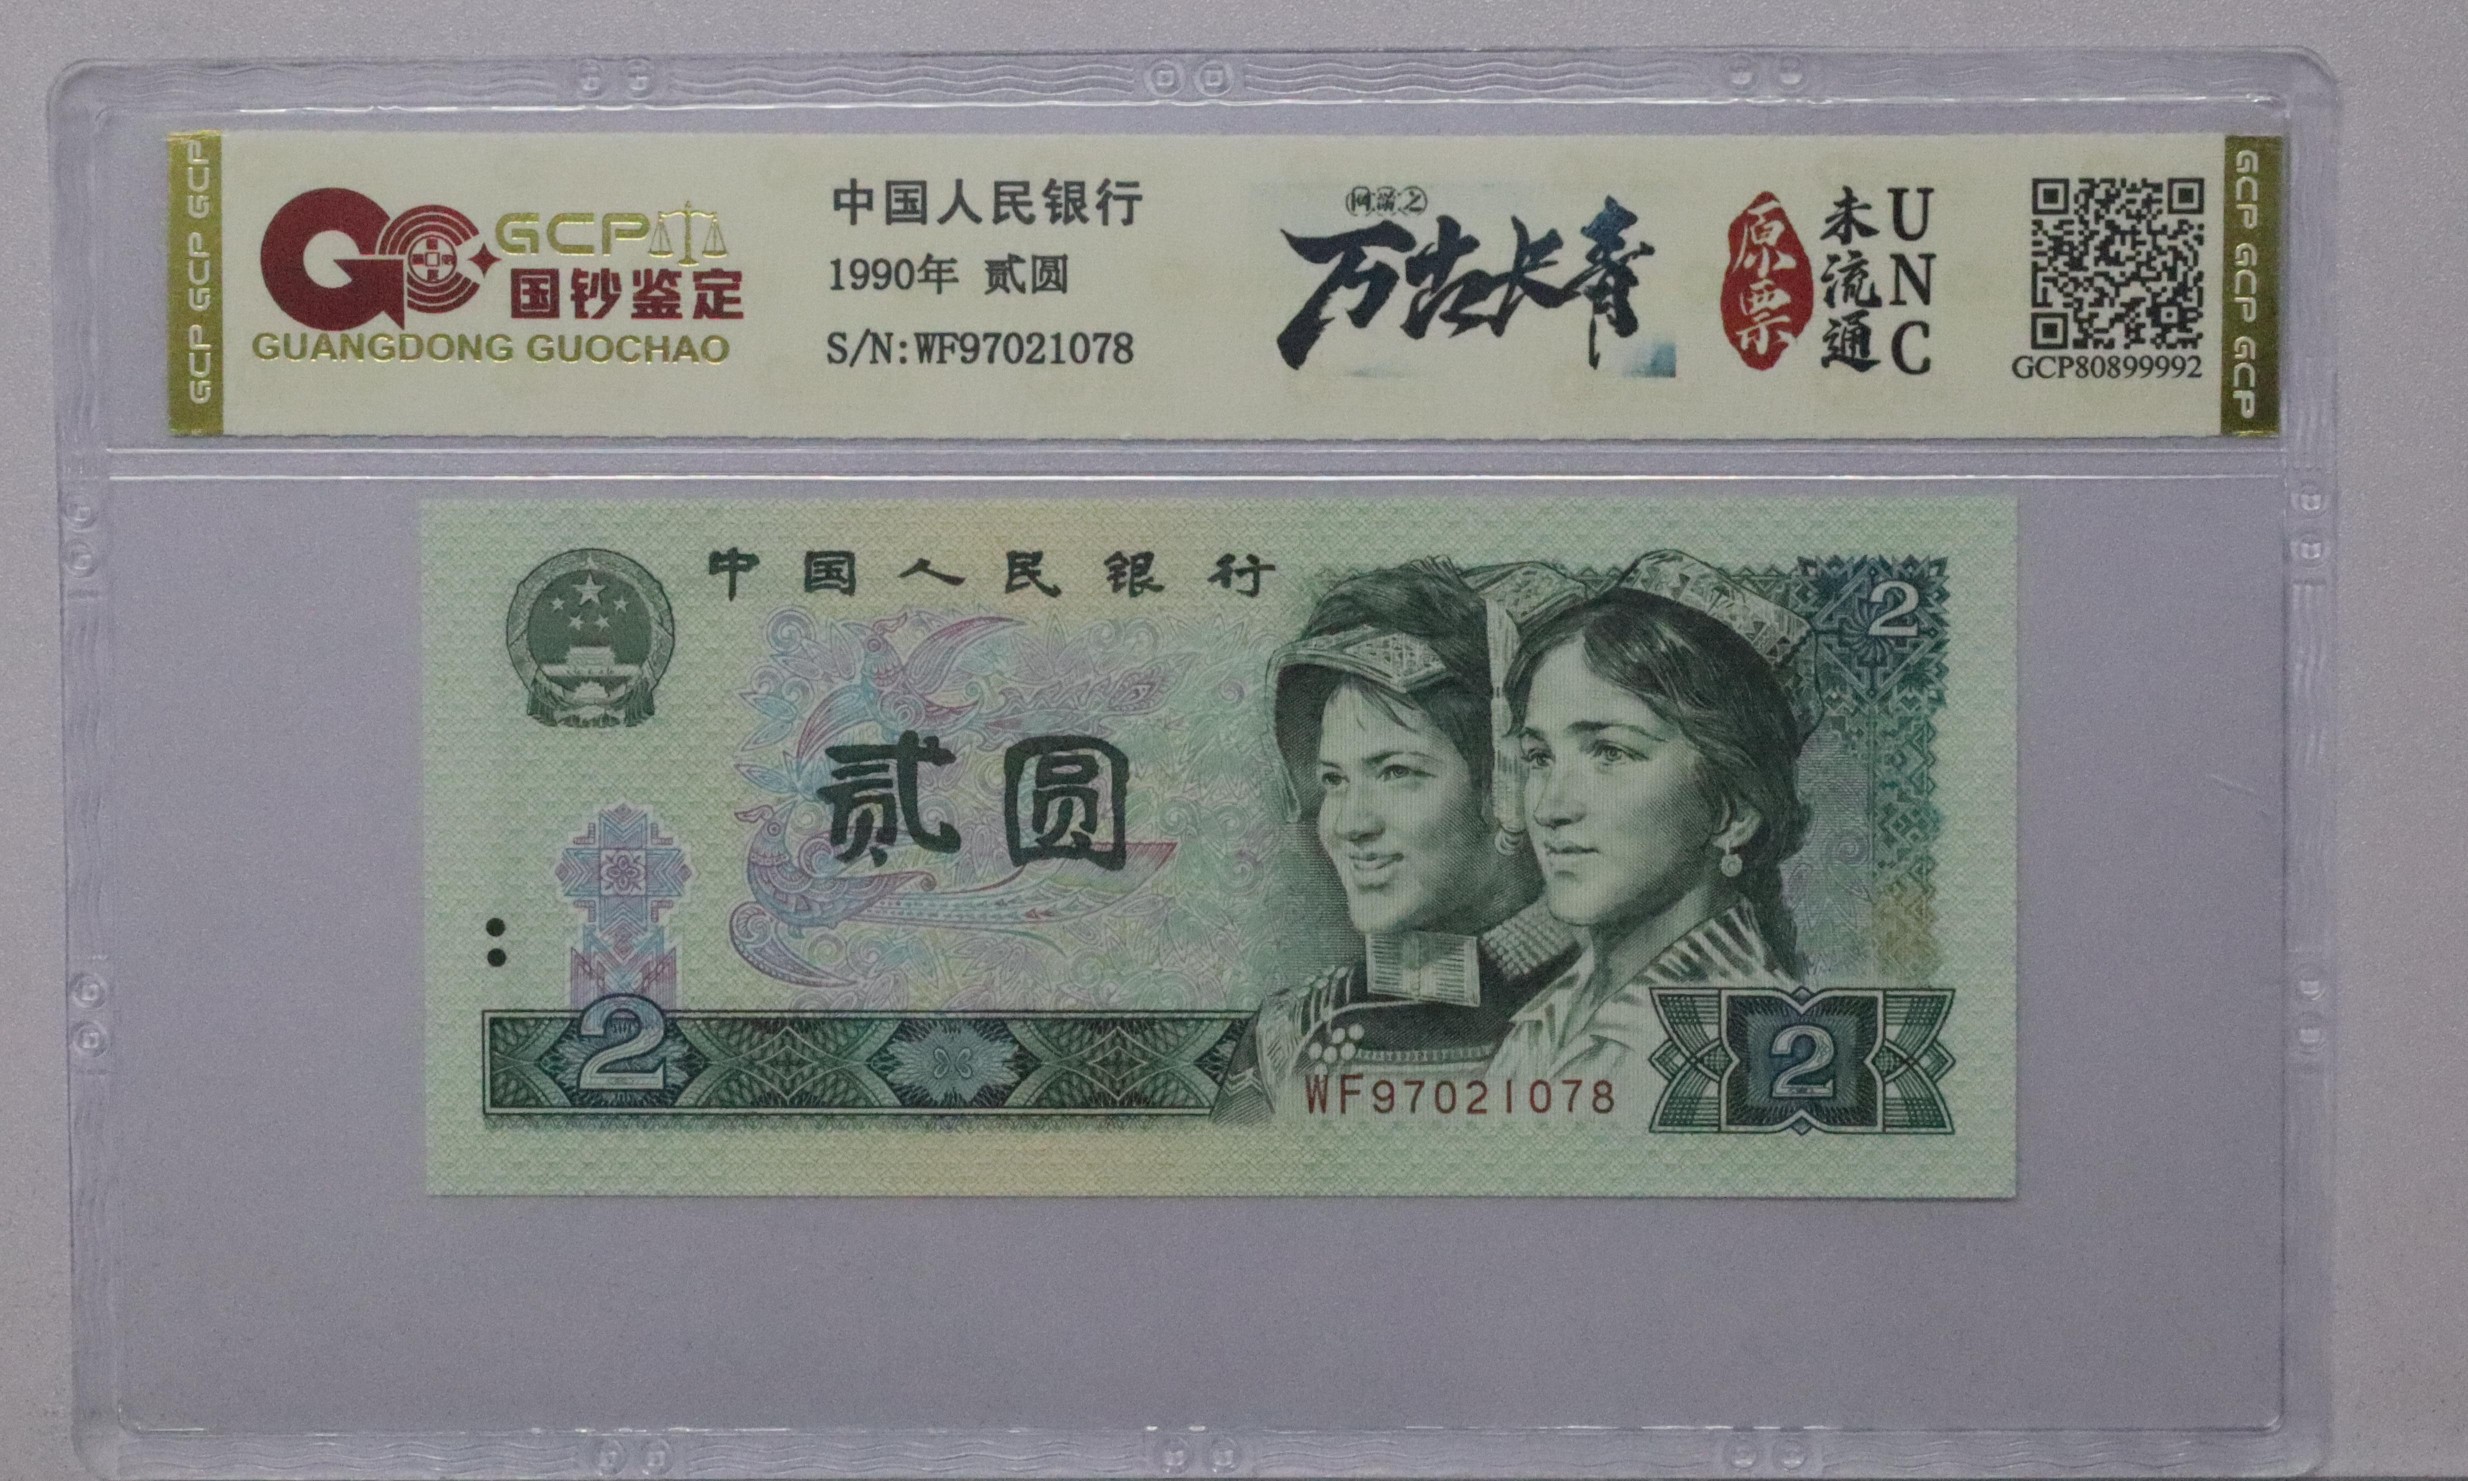 GCP
国钞鉴定
GUANGDONG GUOCHAO
中国人民银行
1990年 贰圆
S/N:WF97021078
万古长青
原票
未流通
UNC
GCP80899992
GCP GCP GCP
GCP GCP GCP GCP
中国人民银行
2
贰圆
2
WF97021078
2